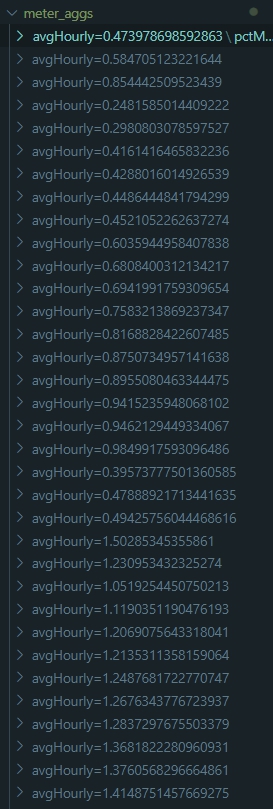 meter_aggs
avgHourly=0.473978698592863 \ pctM...
avgHourly=0.584705123221644
avgHourly=0.854442509523439
avgHourly=0.2481585014409222
avgHourly=0.2980803078597527
avgHourly=0.4161416465832236
avgHourly=0.4288016014926539
avgHourly=0.4486444841794299
avgHourly=0.4521052262637274
avgHourly=0.6035944958407838
avgHourly=0.6808400312134217
avgHourly=0.6941991759309654
avgHourly=0.7583213869237347
avgHourly=0.8168828422607485
avgHourly=0.8750734957141638
avgHourly=0.8955080463344475
avgHourly=0.9415235948068102
avgHourly=0.9462129449334067
avgHourly=0.9849917593096486
avgHourly=0.39573777501360585
avgHourly=0.47888921713441635
avgHourly=0.49425756044468616
avgHourly=1.50285345355861
avgHourly=1.230953432325274
avgHourly=1.0519254450750213
avgHourly=1.1190351190476193
avgHourly=1.2069075643318041
avgHourly=1.2135311358159064
avgHourly=1.2487681722770747
avgHourly=1.2676343776723937
avgHourly=1.2837297675503379
avgHourly=1.3681822280960931
avgHourly=1.3760568296664861
avgHourly=1.4148751457669275